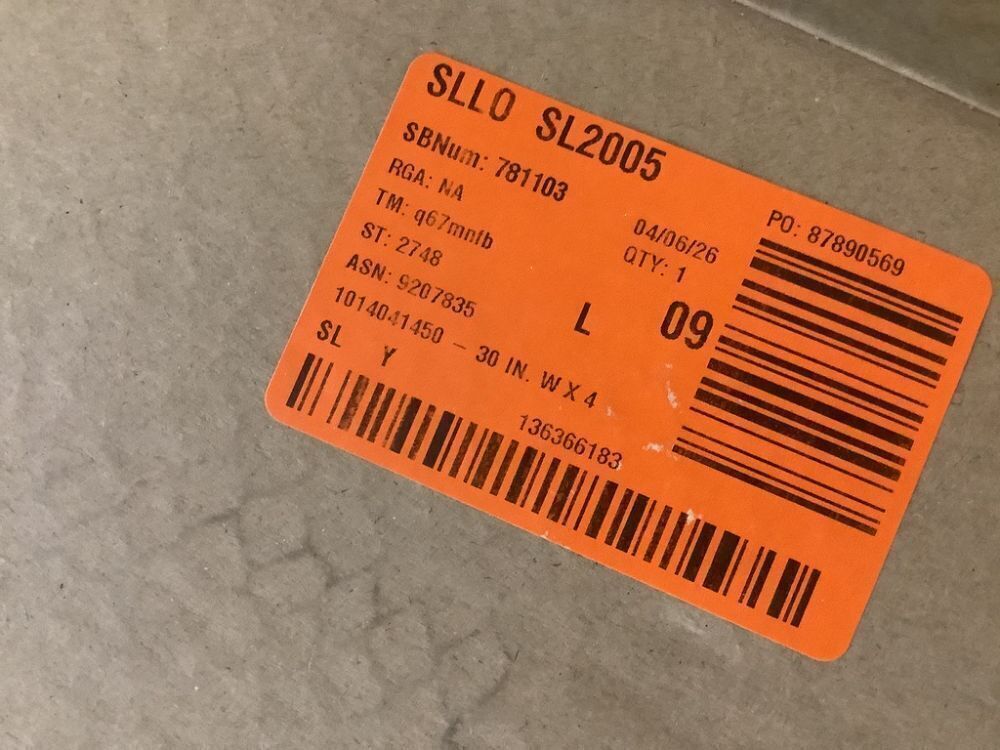 SLLO SL2005
SBNum: 781103
PO: 87890569
RGA: NA
04/06/26
TM: q67mnfb
QTY: 1
ST: 2748
L 09
ASN: 9207835
1014041450 – 30 IN. W X 4
SL Y
136366183